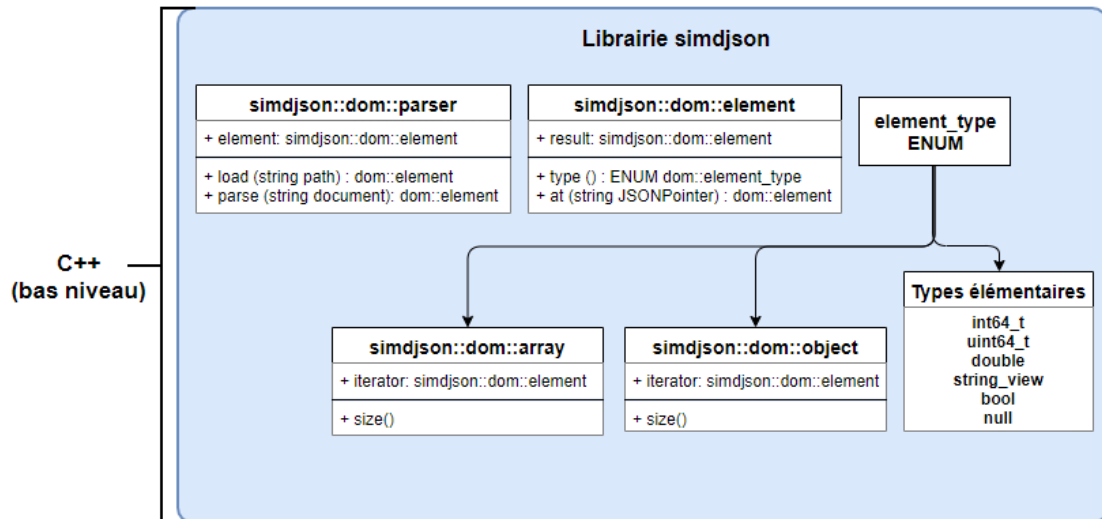 Librairie simdjson
simdjson::dom::parser
+ element: simdjson::dom::element
+ load (string path) : dom::element
+ parse (string document): dom::element
simdjson::dom::element
+ result: simdjson::dom::element
+ type () : ENUM dom::element_type
+ at (string JSONPointer) : dom::element
element_type
ENUM
C++
(bas niveau)
simdjson::dom::array
+ iterator: simdjson::dom::element
+ size()
simdjson::dom::object
+ iterator: simdjson::dom::element
+ size()
Types élémentaires
int64_t
uint64_t
double
string_view
bool
null